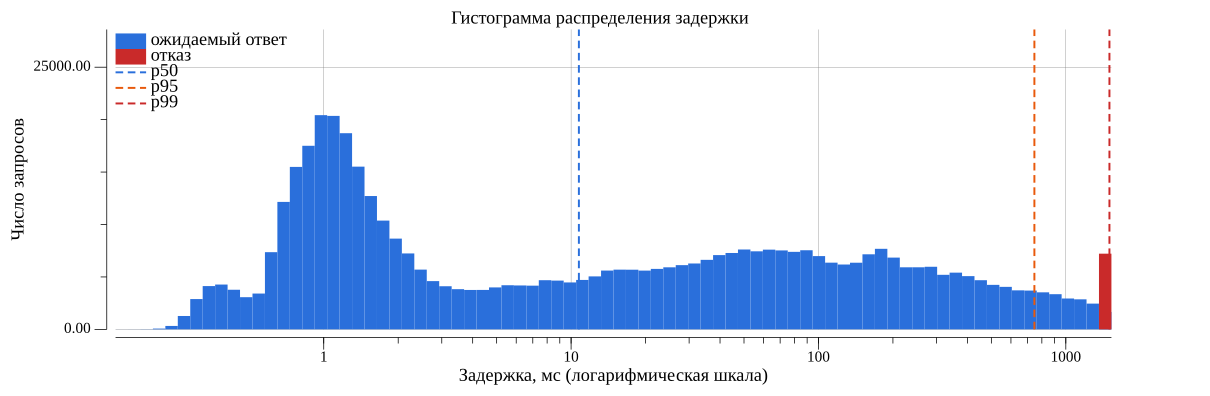 Гистограмма распределения задержки
ожидаемый ответ
отказ
p50
p95
p99
25000.00
0.00
Число запросов
1
10
100
1000
Задержка, мс (логарифмическая шкала)